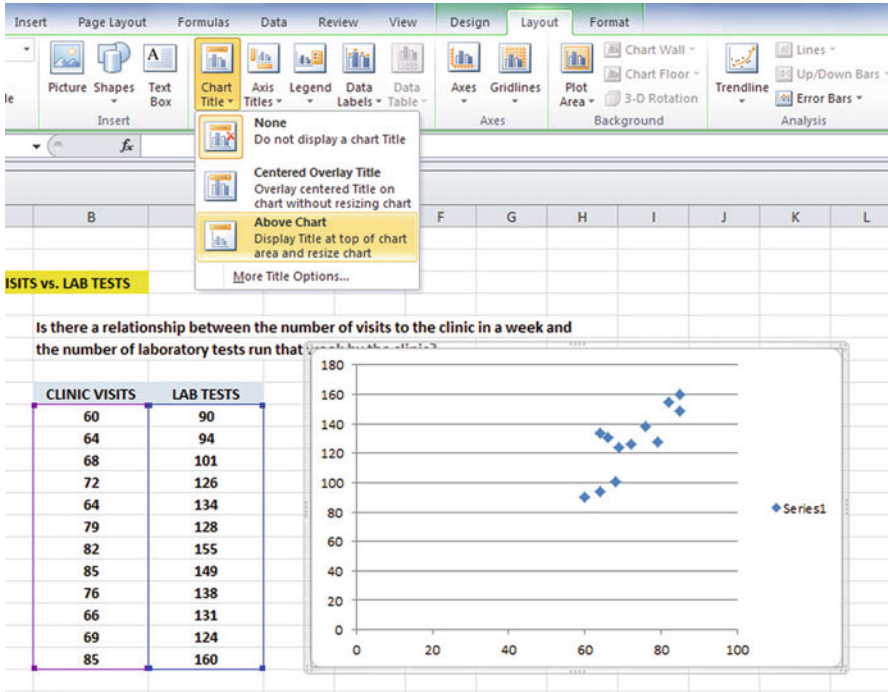 Insert Page Layout Formulas Data Review View Design Layout Format
Picture Shapes Text Box Chart Title Axis Titles Legend Data Labels Data Table Axes Gridlines Plot Area Chart Wall Chart Floor 3-D Rotation Trendline Lines Up/Down Bars Error Bars
Insert Axes Background Analysis
None
Do not display a chart Title
Centered Overlay Title
Overlay centered Title on
chart without resizing chart
Above Chart
Display Title at top of chart
area and resize chart
More Title Options...
fx
B F G H I J K L
ISITS vs. LAB TESTS
Is there a relationship between the number of visits to the clinic in a week and
the number of laboratory tests run that week by the clinic?
CLINIC VISITS LAB TESTS
60 90
64 94
68 101
72 126
64 134
79 128
82 155
85 149
76 138
66 131
69 124
85 160
180
160
140
120
100
80
60
40
20
0
0 20 40 60 80 100
Series1